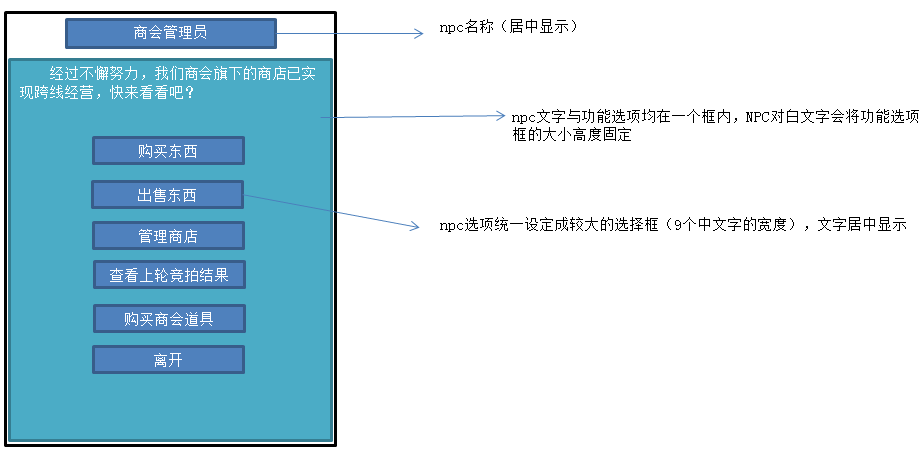 商会管理员
npc名称（居中显示）
经过不懈努力，我们商会旗下的商店已实
现跨线经营，快来看看吧？
npc文字与功能选项均在一个框内，NPC对白文字会将功能选项
框的大小高度固定
购买东西
出售东西
npc选项统一设定成较大的选择框（9个中文字的宽度），文字居中显示
管理商店
查看上轮竞拍结果
购买商会道具
离开